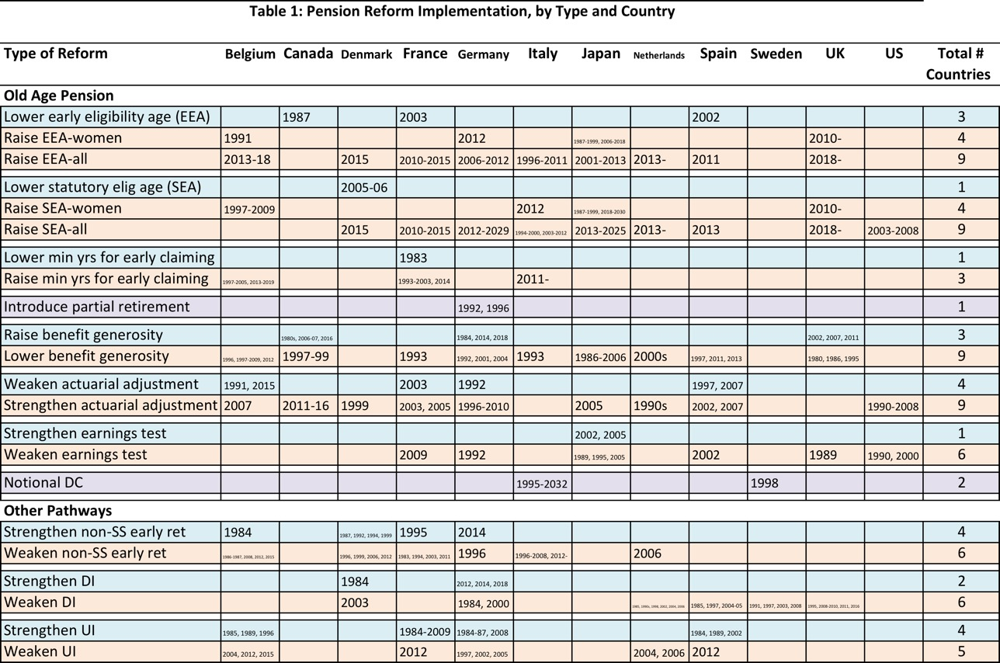 Table 1: Pension Reform Implementation, by Type and Country
Type of Reform Belgium Canada Denmark France Germany Italy Japan Netherlands Spain Sweden UK US Total # Countries
Old Age Pension
Lower early eligibility age (EEA) 1987 2003 2002 3
Raise EEA-women 1991 2012 1987-1999, 2006-2018 2010- 4
Raise EEA-all 2013-18 2015 2010-2015 2006-2012 1996-2011 2001-2013 2013- 2011 2018- 9
Lower statutory elig age (SEA) 2005-06 1
Raise SEA-women 1997-2009 2012 1987-1999, 2018-2030 2010- 4
Raise SEA-all 2015 2010-2015 2012-2029 1994-2000, 2003-2012 2013-2025 2013- 2013 2018- 2003-2008 9
Lower min yrs for early claiming 1983 1
Raise min yrs for early claiming 1997-2005, 2013-2019 1993-2003, 2014 2011- 3
Introduce partial retirement 1992, 1996 1
Raise benefit generosity 1980s, 2006-07, 2016 1984, 2014, 2018 2002, 2007, 2011 3
Lower benefit generosity 1996, 1997-2009, 2012 1997-99 1993 1992, 2001, 2004 1993 1986-2006 2000s 1997, 2011, 2013 1980, 1986, 1995 9
Weaken actuarial adjustment 1991, 2015 2003 1992 1997, 2007 4
Strengthen actuarial adjustment 2007 2011-16 1999 2003, 2005 1996-2010 2005 1990s 2002, 2007 1990-2008 9
Strengthen earnings test 2002, 2005 1
Weaken earnings test 2009 1992 1989, 1995, 2005 2002 1989 1990, 2000 6
Notional DC 1995-2032 1998 2
Other Pathways
Strengthen non-SS early ret 1984 1987, 1992, 1994, 1999 1995 2014 4
Weaken non-SS early ret 1986-1987, 2008, 2012, 2015 1996, 1999, 2006, 2012 1983, 1994, 2003, 2011 1996 1996-2008, 2012- 2006 6
Strengthen DI 1984 2012, 2014, 2018 2
Weaken DI 2003 1984, 2000 1985, 1990s, 1998, 2002, 2004, 2006 1985, 1997, 2004-05 1991, 1997, 2003, 2008 1995, 2008-2010, 2011, 2016 6
Strengthen UI 1985, 1989, 1996 1984-2009 1984-87, 2008 1984, 1989, 2002 4
Weaken UI 2004, 2012, 2015 2012 1997, 2002, 2005 2004, 2006 2012 5